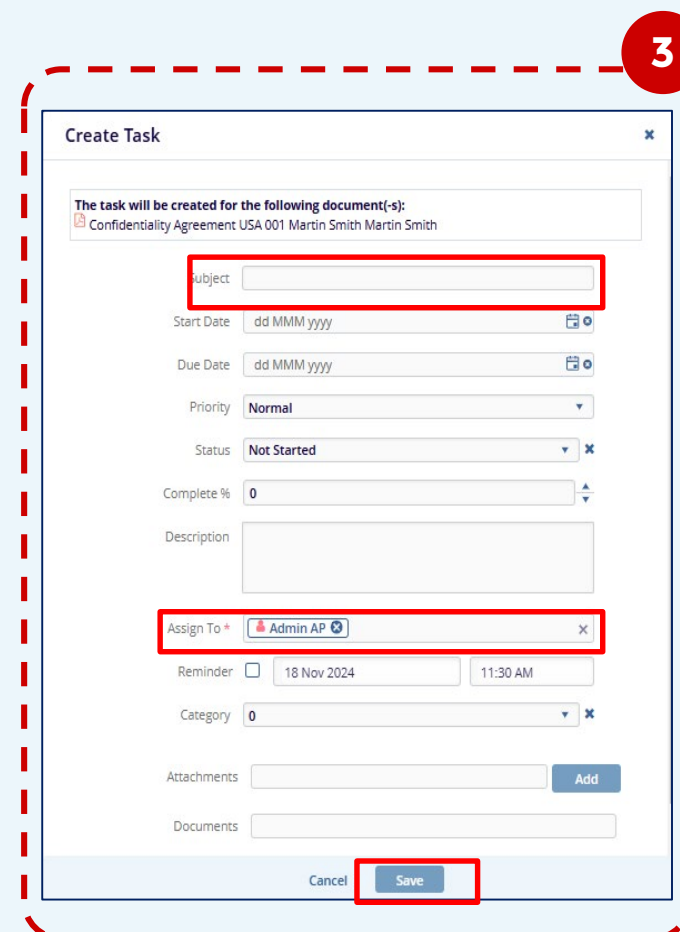 3
Create Task
The task will be created for the following document(-s):
Confidentiality Agreement USA 001 Martin Smith Martin Smith
Subject
Start Date dd MMM yyyy
Due Date dd MMM yyyy
Priority Normal
Status Not Started
Complete % 0
Description
Assign To * Admin AP
Reminder 18 Nov 2024 11:30 AM
Category 0
Attachments Add
Documents
Cancel Save